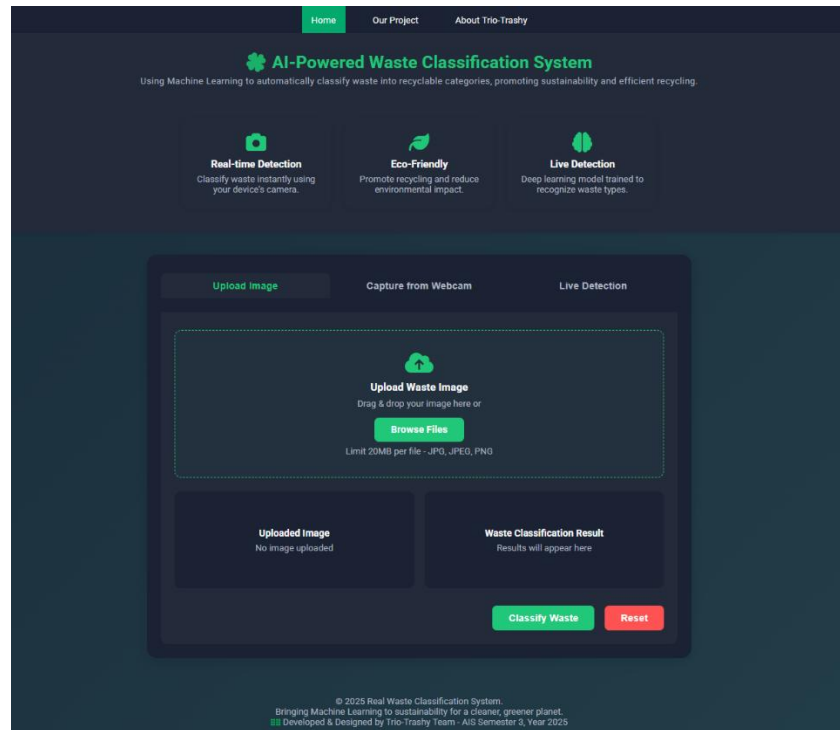 Home Our Project About Trio-Trashy
AI-Powered Waste Classification System
Using Machine Learning to automatically classify waste into recyclable categories, promoting sustainability and efficient recycling.
Real-time Detection
Classify waste instantly using
your device's camera.
Eco-Friendly
Promote recycling and reduce
environmental impact.
Live Detection
Deep learning model trained to
recognize waste types.
Upload Image Capture from Webcam Live Detection
Upload Waste Image
Drag & drop your image here or
Browse Files
Limit 20MB per file - JPG, JPEG, PNG
Uploaded Image
No image uploaded
Waste Classification Result
Results will appear here
Classify Waste Reset
© 2025 Real Waste Classification System.
Bringing Machine Learning to sustainability for a cleaner, greener planet.
Developed & Designed by Trio-Trashy Team - AIS Semester 3, Year 2025